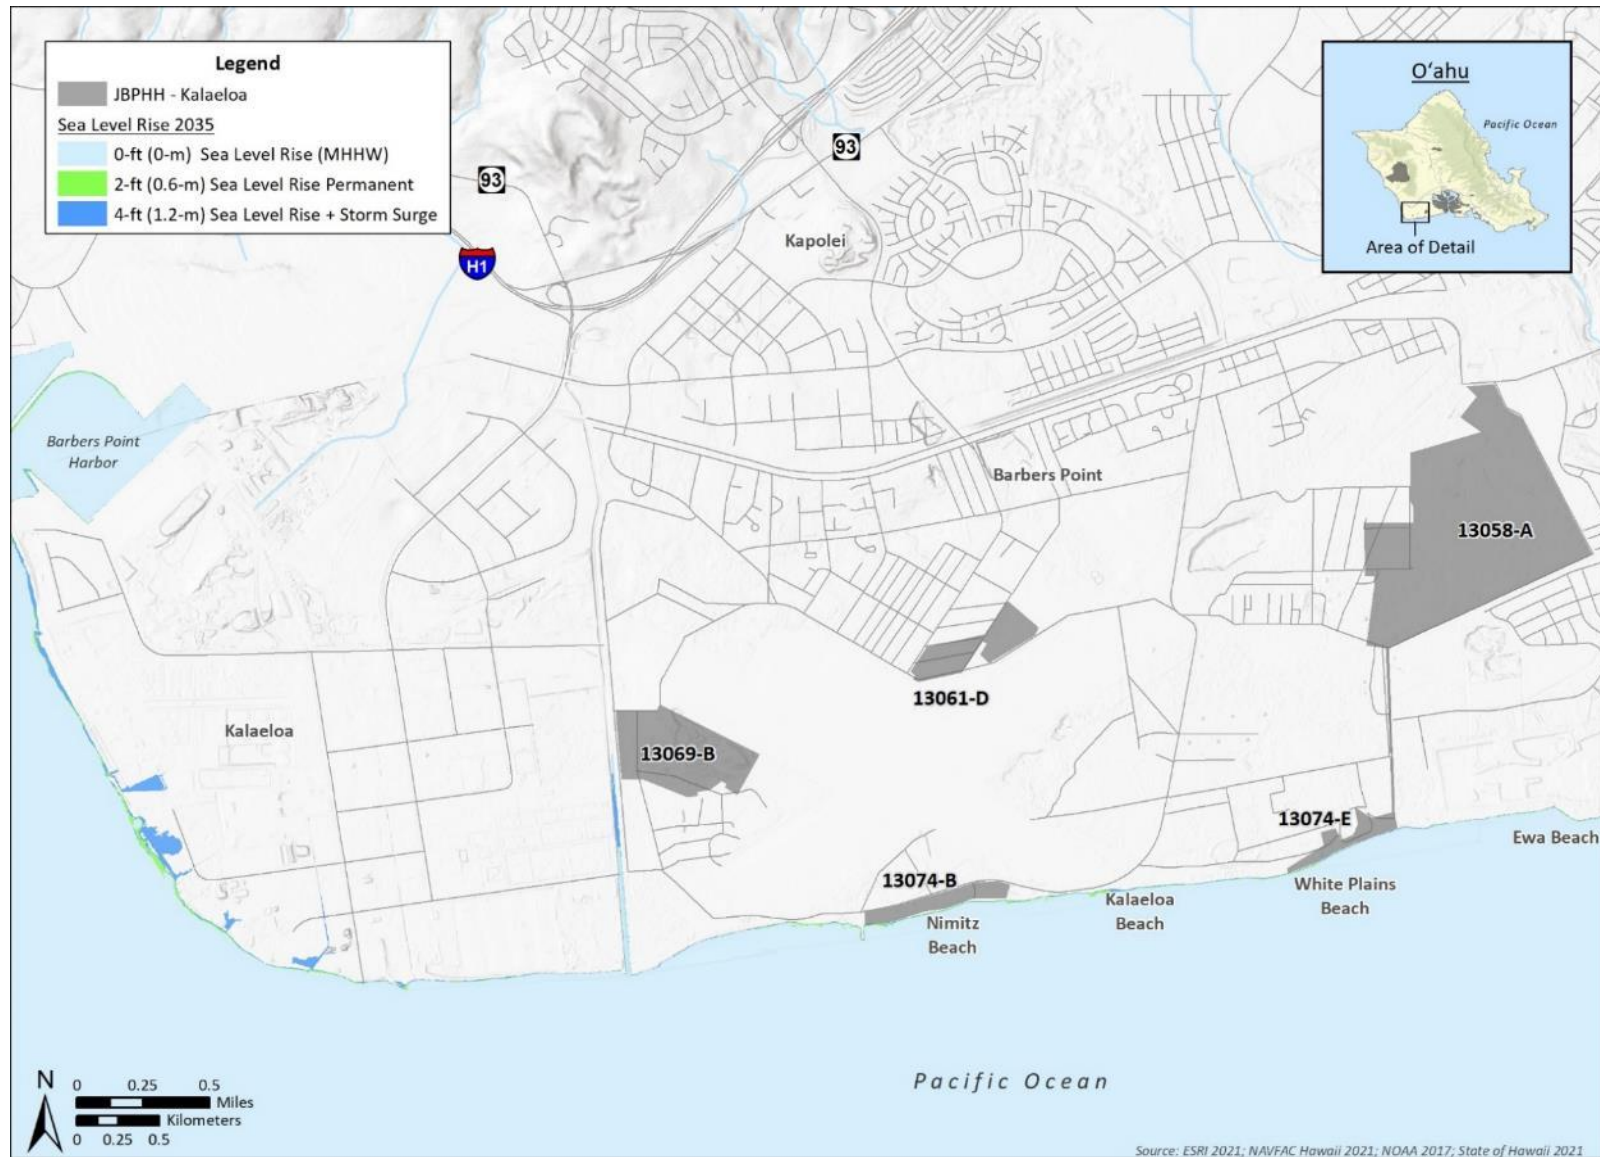 Legend
JBPHH - Kalaeloa
Sea Level Rise 2035
0-ft (0-m) Sea Level Rise (MHHW)
2-ft (0.6-m) Sea Level Rise Permanent
4-ft (1.2-m) Sea Level Rise + Storm Surge
O‘ahu
Pacific Ocean
Area of Detail
93
93
H1
Kapolei
Barbers Point
Harbor
Barbers Point
13058-A
13061-D
Kalaeloa
13069-B
13074-E
Ewa Beach
13074-B
White Plains
Beach
Kalaeloa
Beach
Nimitz
Beach
Pacific Ocean
N
0 0.25 0.5
Miles
Kilometers
0 0.25 0.5
Source: ESRI 2021; NAVFAC Hawaii 2021; NOAA 2017; State of Hawaii 2021